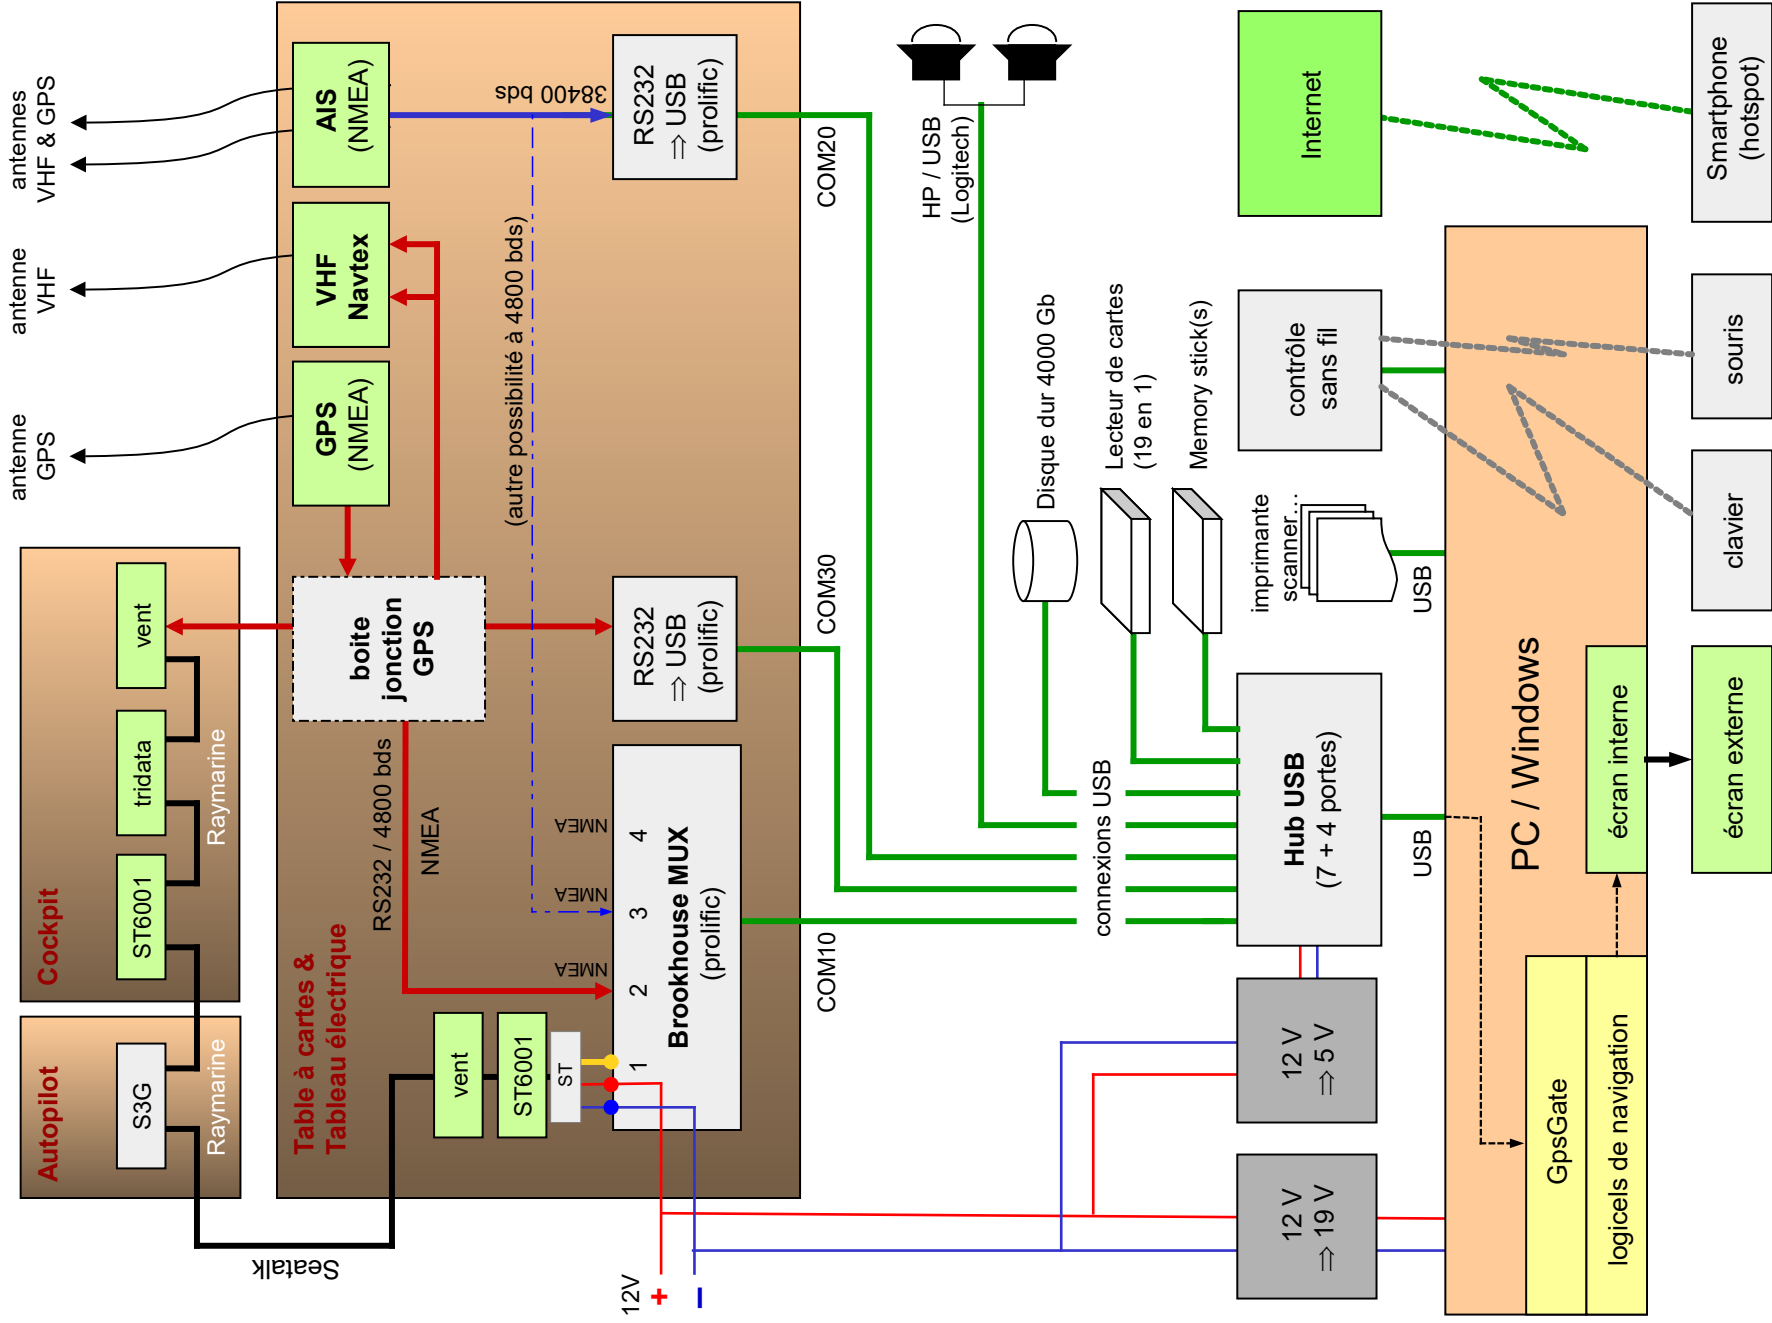 Autopilot
S3G
Raymarine
Cockpit
ST6001
tridata
vent
Raymarine
antenne
GPS
antenne
VHF
antennes
VHF & GPS
Seatalk
Table à cartes &
Tableau électrique
vent
ST6001
ST
boite
jonction
GPS
GPS
(NMEA)
VHF
Navtex
AIS
(NMEA)
RS232 / 4800 bds
NMEA
(autre possibilité à 4800 bds)
38400 bds
NMEA
NMEA
NMEA
1
2
3
4
Brookhouse MUX
(prolific)
RS232
⇒ USB
(prolific)
RS232
⇒ USB
(prolific)
12V
+
–
COM10
COM30
COM20
HP / USB
(Logitech)
Disque dur 4000 Gb
Lecteur de cartes
(19 en 1)
Memory stick(s)
connexions USB
12 V
⇒ 19 V
12 V
⇒ 5 V
Hub USB
(7 + 4 portes)
imprimante
scanner…
contrôle
sans fil
Internet
USB
USB
PC / Windows
GpsGate
logiciels de navigation
écran interne
écran externe
clavier
souris
Smartphone
(hotspot)